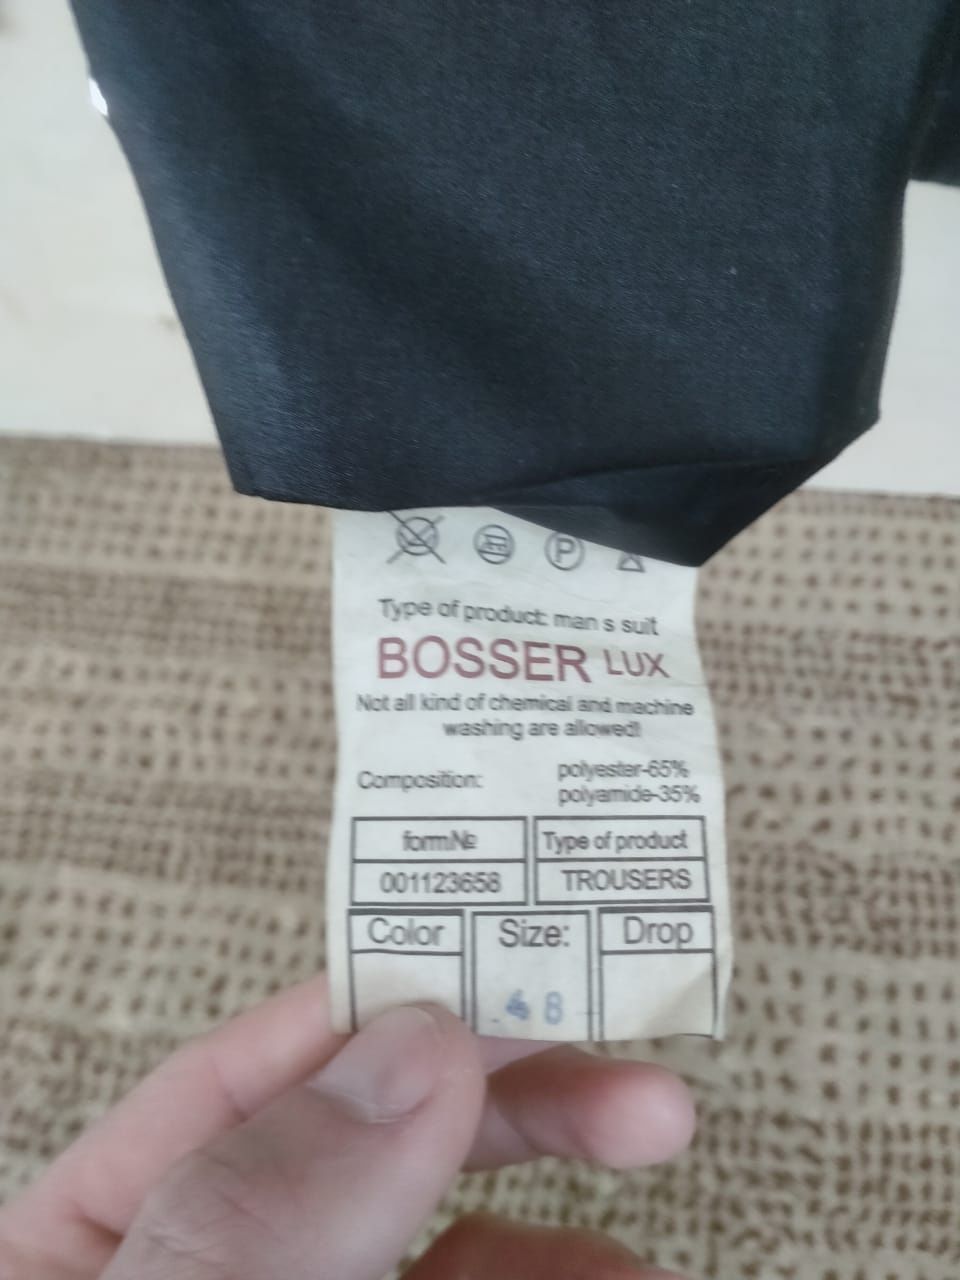 P
Type of product: man s suit
BOSSER LUX
Not all kind of chemical and machine
washing are allowed!
Composition: polyester-65%
polyamide-35%
form№ Type of product
001123658 TROUSERS
Color Size: Drop
48